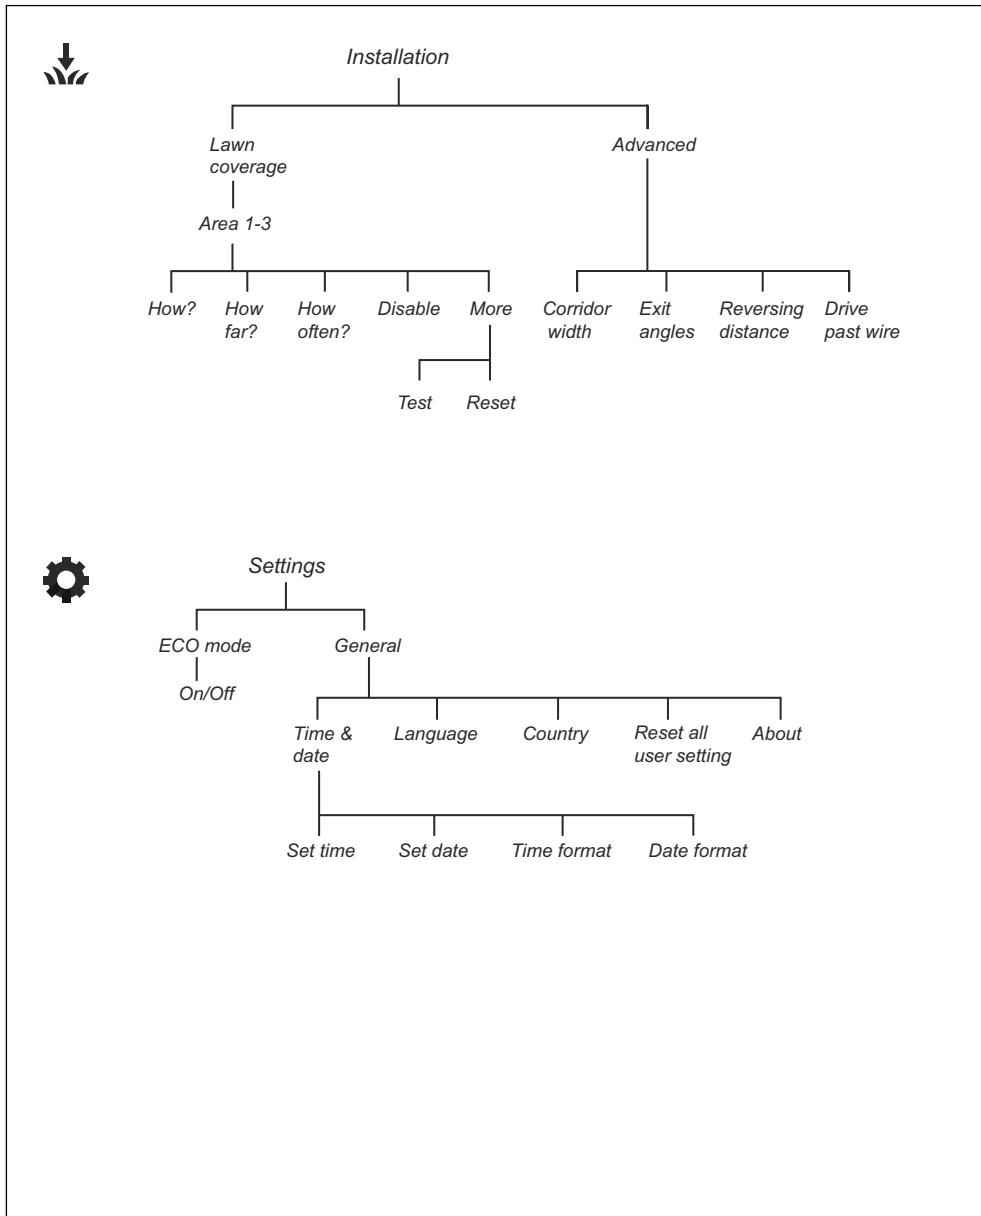 Installation
Lawn
coverage
Advanced
Area 1-3
How?
How
far?
How
often?
Disable
More
Corridor
width
Exit
angles
Reversing
distance
Drive
past wire
Test
Reset
Settings
ECO mode
General
On/Off
Time &
date
Language
Country
Reset all
user setting
About
Set time
Set date
Time format
Date format